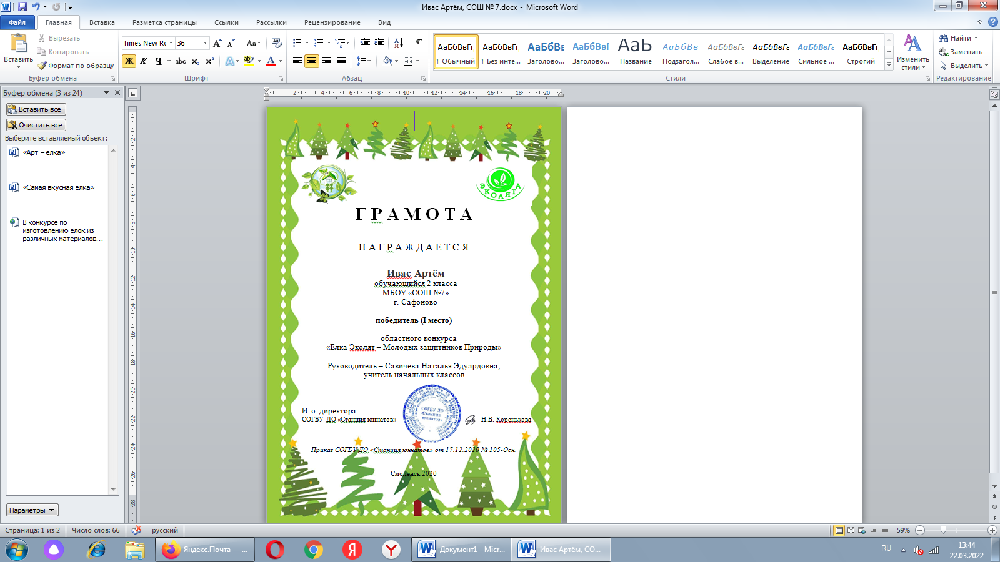 Ивас Артём, СОШ № 7.docx - Microsoft Word
Файл
Главная
Вставка
Разметка страницы
Ссылки
Рассылки
Рецензирование
Вид
Вставить
Вырезать
Копировать
Формат по образцу
Буфер обмена
Times New Rc 36
Шрифт
Абзац
АаБбВвГг, АаБбВвГг, АаБбВв АаБбВвГ АаБ АаБбВв АаБбВвГг АаБбВвГг АаБбВвГг АаБбВвГг,
¶ Обычный ¶ Без инте... Заголово... Заголово... Название Подзагол... Слабое в... Выделение Сильное ... Строгий
Стили
Изменить стили
Найти
Заменить
Выделить
Редактирование
Буфер обмена (3 из 24)
Вставить все
Очистить все
Выберите вставляемый объект:
«Арт – ёлка»
«Самая вкусная ёлка»
В конкурсе по
изготовлению елок из
различных материалов...
Параметры
ЭКОЛЯТА
Г Р А М О Т А
Н А Г Р А Ж Д А Е Т С Я
Ивас Артём
обучающийся 2 класса
МБОУ «СОШ №7»
г. Сафоново
победитель (I место)
областного конкурса
«Елка Эколят – Молодых защитников Природы»
Руководитель – Савичева Наталья Эдуардовна,
учитель начальных классов
И. о. директора
СОГБУ ДО «Станция юннатов»
СОГБУ ДО
«Станция
юннатов»
Н.В. Коренькова
Приказ СОГБУ ДО «Станция юннатов» от 17.12.2020 № 105-Осн.
Смоленск 2020
Страница: 1 из 2
Число слов: 66
русский
59%
Яндекс.Почта — ...
Документ1 - Micr...
Ивас Артём, СО...
RU
13:44
22.03.2022